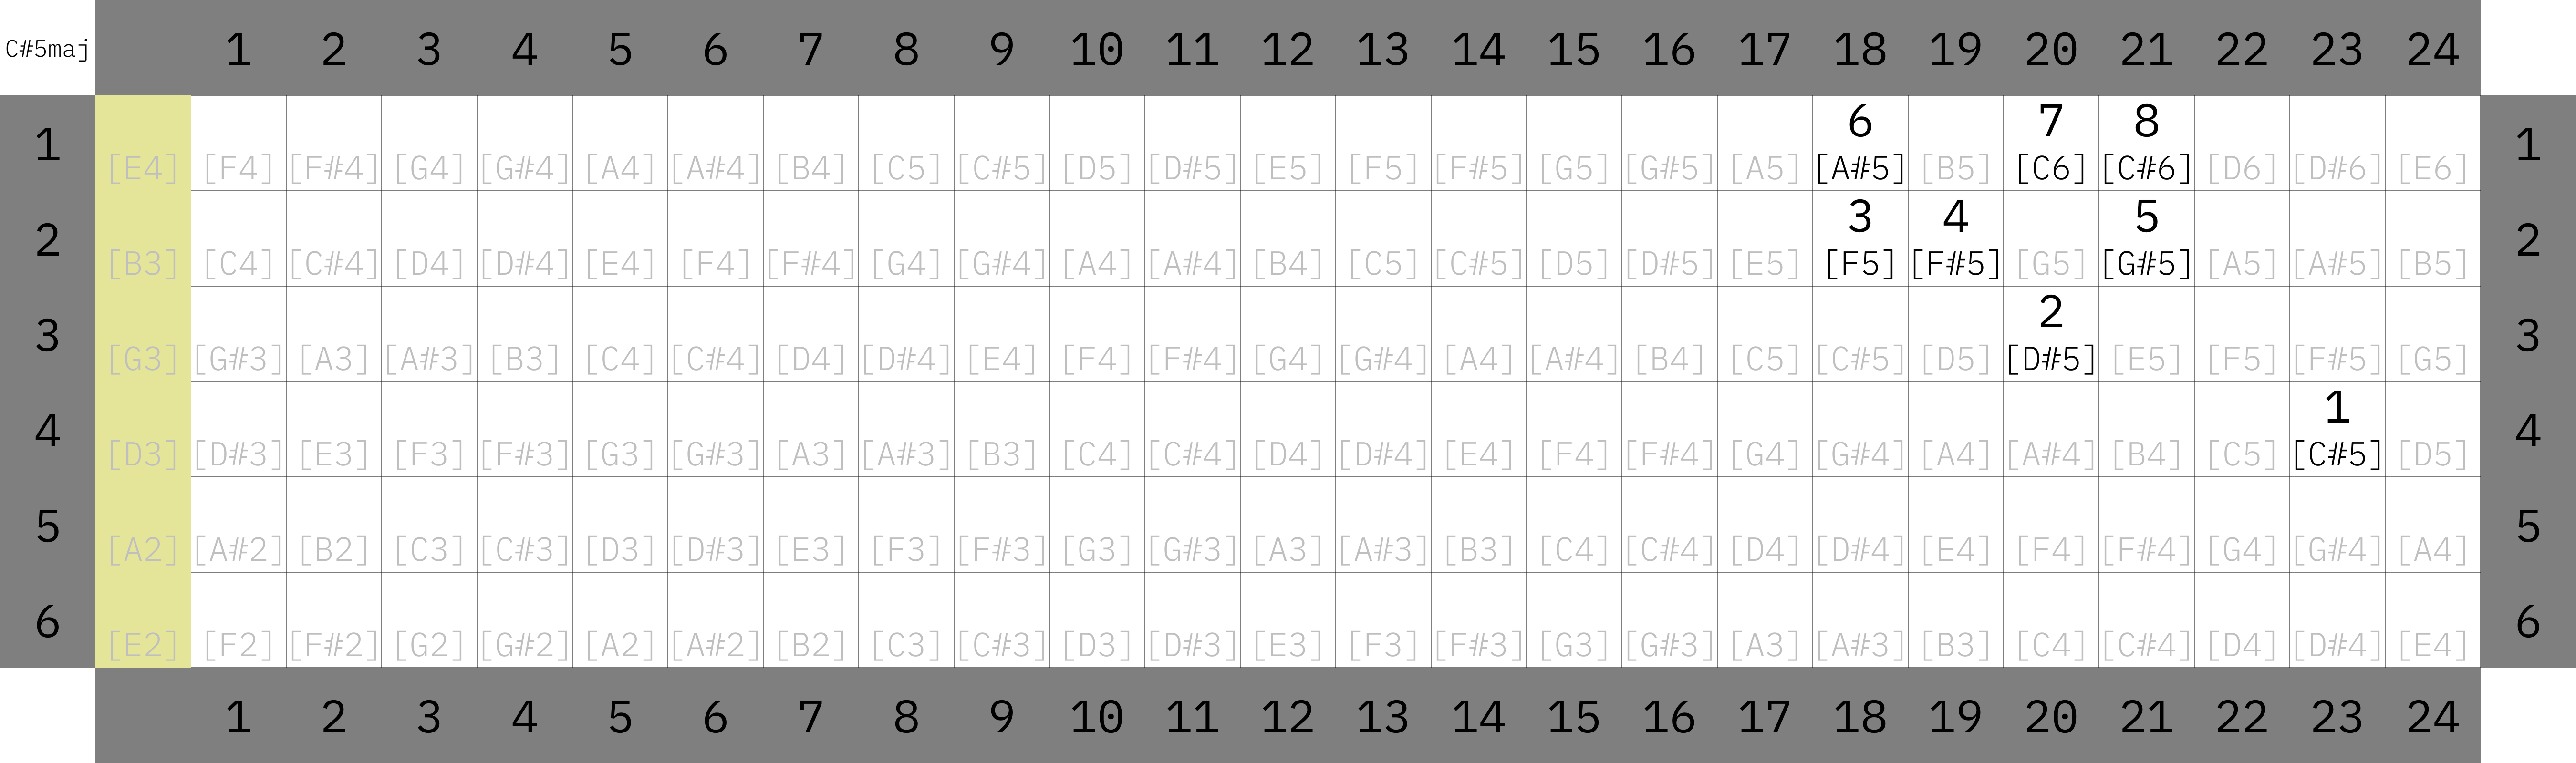 C#5maj 1 2 3 4 5 6 7 8 9 10 11 12 13 14 15 16 17 18 19 20 21 22 23 24
6 7 8
1 [E4] [F4] [F#4] [G4] [G#4] [A4] [A#4] [B4] [C5] [C#5] [D5] [D#5] [E5] [F5] [F#5] [G5] [G#5] [A5] [A#5] [B5] [C6] [C#6] [D6] [D#6] [E6] 1
3 4 5
2 [B3] [C4] [C#4] [D4] [D#4] [E4] [F4] [F#4] [G4] [G#4] [A4] [A#4] [B4] [C5] [C#5] [D5] [D#5] [E5] [F5] [F#5] [G5] [G#5] [A5] [A#5] [B5] 2
2
3 [G3] [G#3] [A3] [A#3] [B3] [C4] [C#4] [D4] [D#4] [E4] [F4] [F#4] [G4] [G#4] [A4] [A#4] [B4] [C5] [C#5] [D5] [D#5] [E5] [F5] [F#5] [G5] 3
1
4 [D3] [D#3] [E3] [F3] [F#3] [G3] [G#3] [A3] [A#3] [B3] [C4] [C#4] [D4] [D#4] [E4] [F4] [F#4] [G4] [G#4] [A4] [A#4] [B4] [C5] [C#5] [D5] 4
5 [A2] [A#2] [B2] [C3] [C#3] [D3] [D#3] [E3] [F3] [F#3] [G3] [G#3] [A3] [A#3] [B3] [C4] [C#4] [D4] [D#4] [E4] [F4] [F#4] [G4] [G#4] [A4] 5
6 [E2] [F2] [F#2] [G2] [G#2] [A2] [A#2] [B2] [C3] [C#3] [D3] [D#3] [E3] [F3] [F#3] [G3] [G#3] [A3] [A#3] [B3] [C4] [C#4] [D4] [D#4] [E4] 6
1 2 3 4 5 6 7 8 9 10 11 12 13 14 15 16 17 18 19 20 21 22 23 24